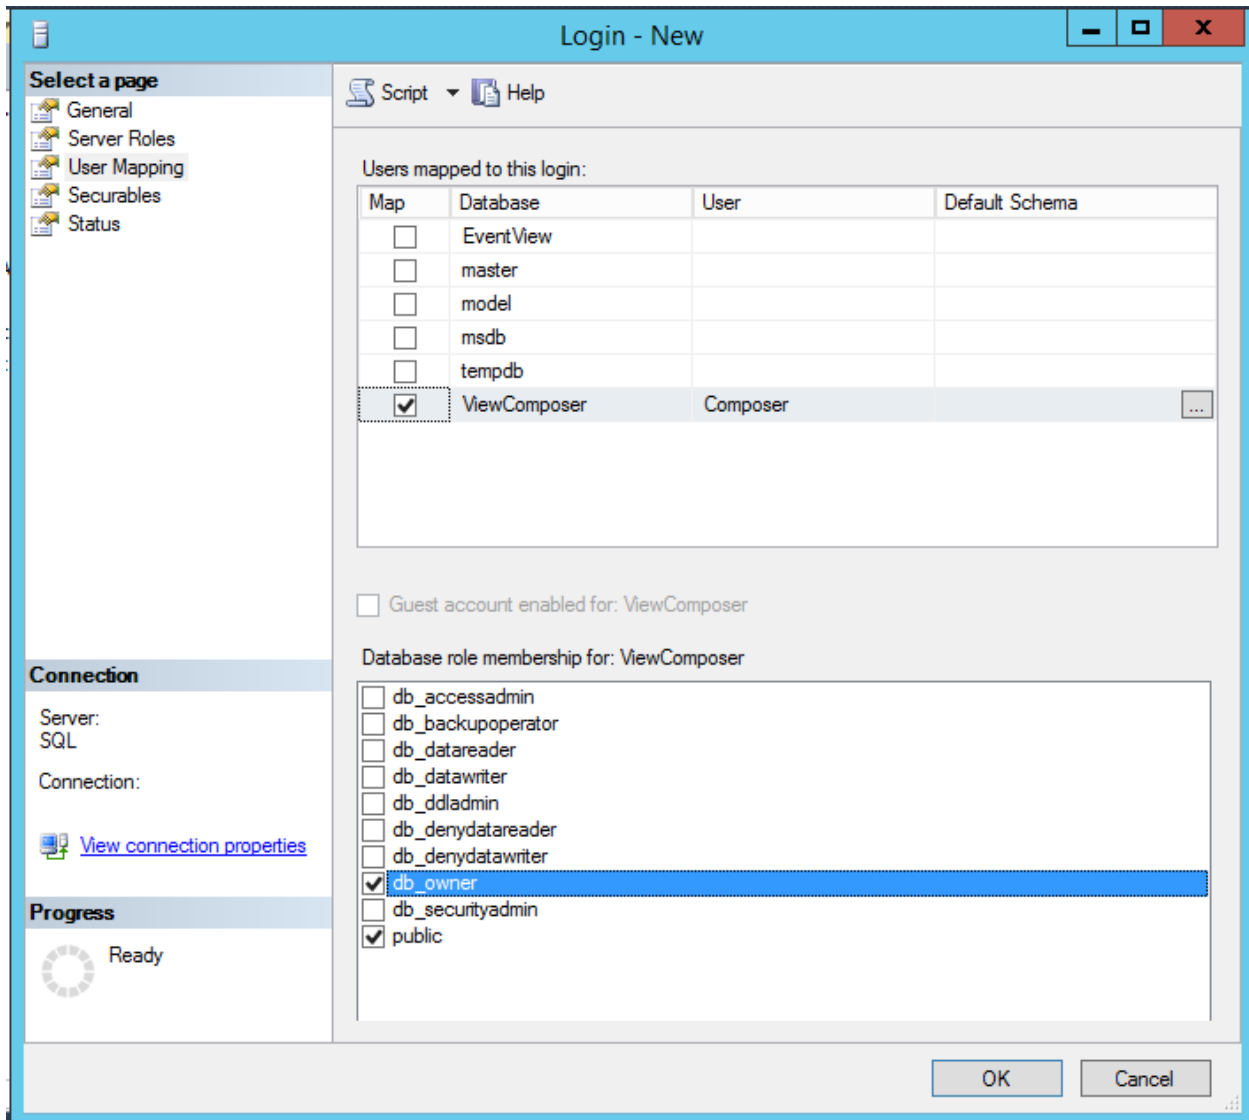 Login - New
Select a page
General
Server Roles
User Mapping
Securables
Status
Script Help
Users mapped to this login:
Map Database User Default Schema
EventView
master
model
msdb
tempdb
ViewComposer Composer ...
Guest account enabled for: ViewComposer
Database role membership for: ViewComposer
db_accessadmin
db_backupoperator
db_datareader
db_datawriter
db_ddladmin
db_denydatareader
db_denydatawriter
db_owner
db_securityadmin
public
Connection
Server:
SQL
Connection:
View connection properties
Progress
Ready
OK Cancel